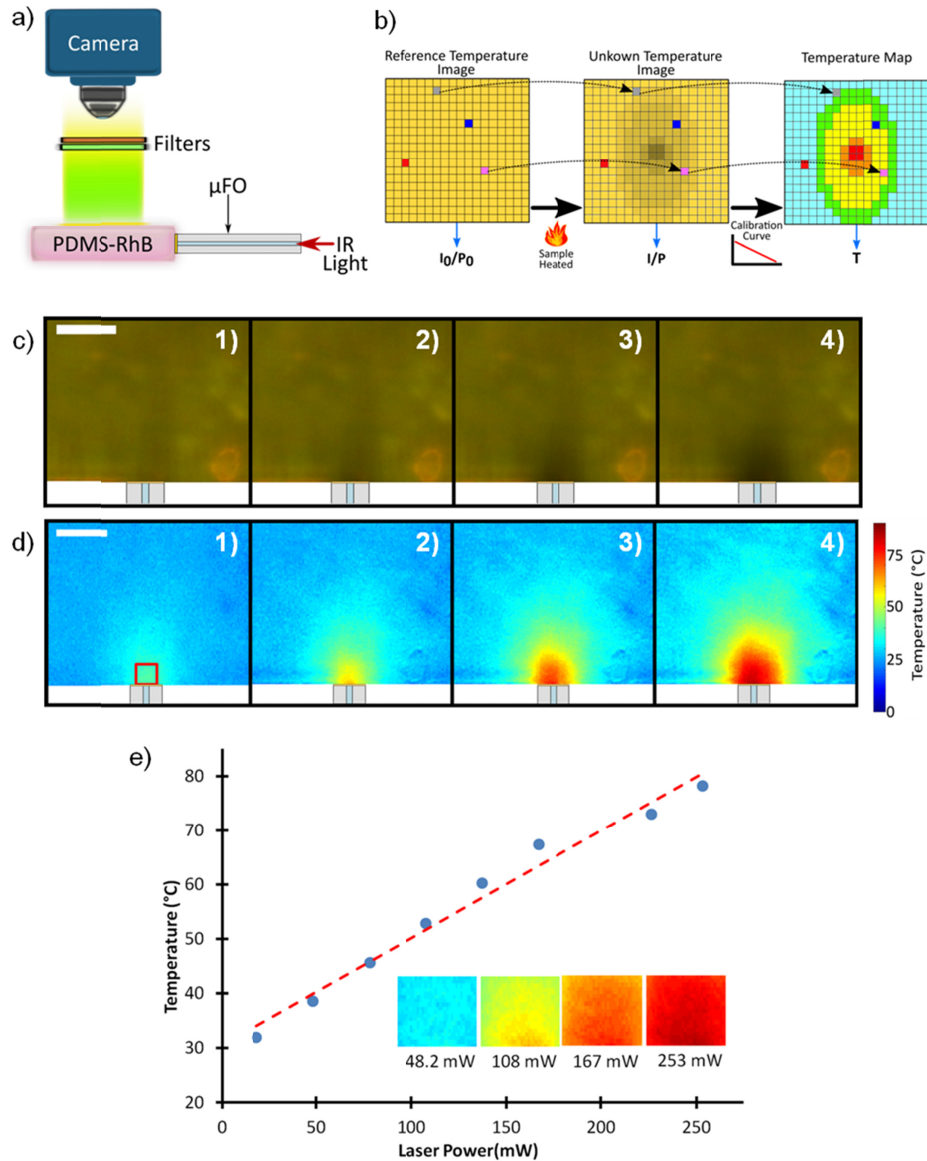 a)
Camera
Filters
μFO
PDMS-RhB
IR
Light
b)
Reference Temperature
Image
Unkown Temperature
Image
Temperature Map
I0/P0
Sample
Heated
I/P
Calibration
Curve
T
c)
1)
2)
3)
4)
d)
1)
2)
3)
4)
75
50
25
0
Temperature (°C)
e)
80
70
60
50
40
30
20
Temperature (°C)
48.2 mW
108 mW
167 mW
253 mW
0
50
100
150
200
250
Laser Power(mW)